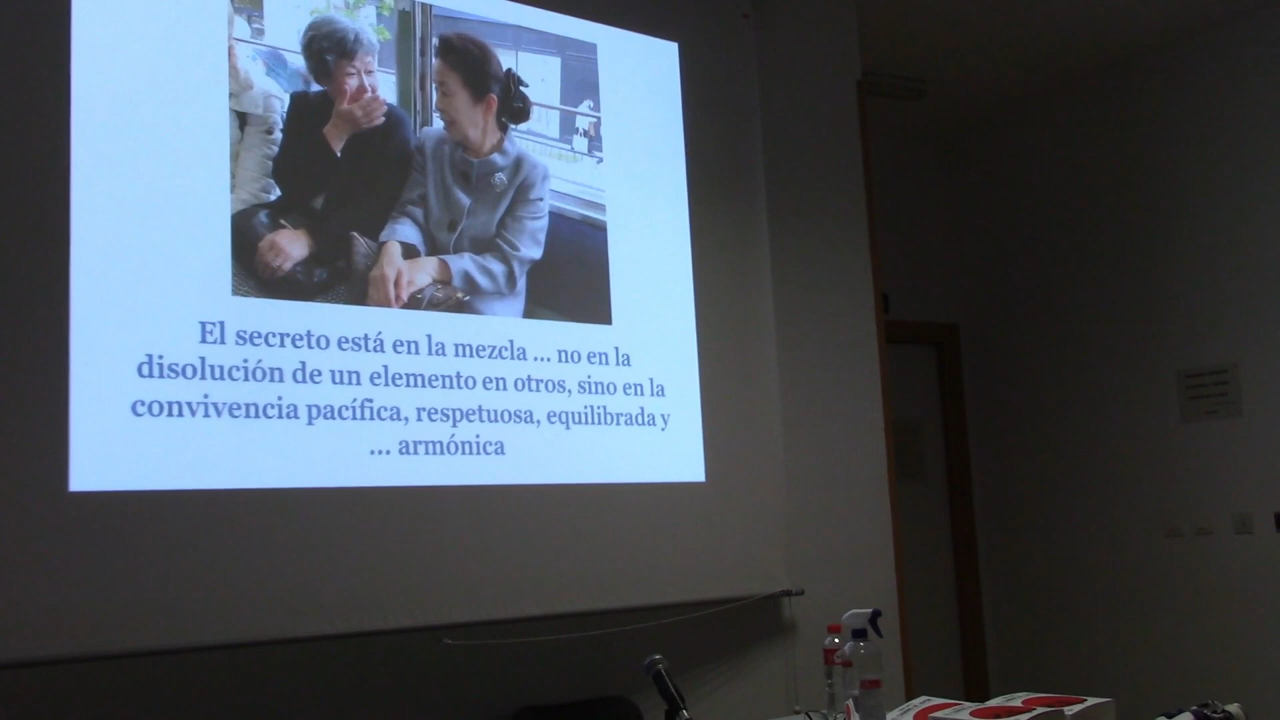 El secreto está en la mezcla ... no en la
disolución de un elemento en otros, sino en la
convivencia pacífica, respetuosa, equilibrada y
... armónica